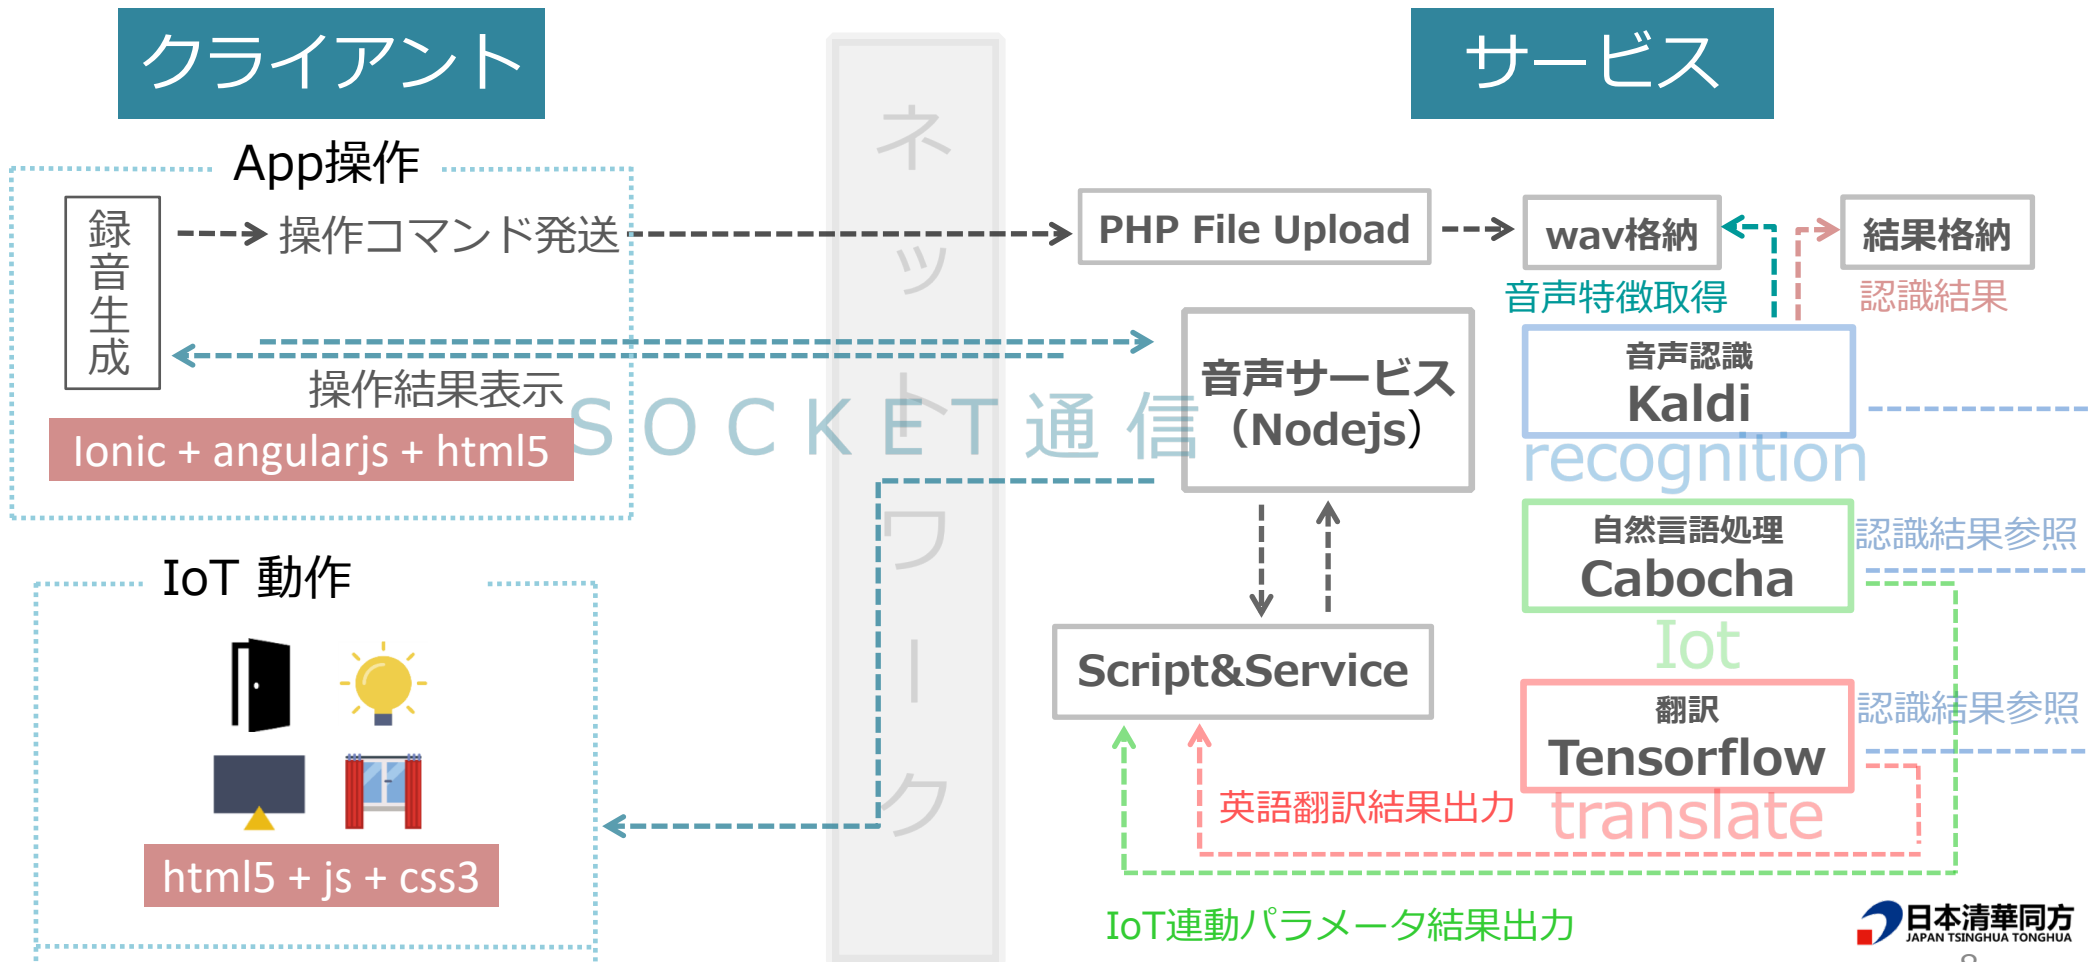 クライアント
サービス
ネットワーク
App操作
録音生成
操作コマンド発送
PHP File Upload
wav格納
結果格納
音声特徴取得
認識結果
操作結果表示
SOCKET通信
Ionic + angularjs + html5
音声サービス
（Nodejs）
音声認識
Kaldi
recognition
自然言語処理
Cabocha
認識結果参照
Iot
IoT 動作
Script&Service
翻訳
Tensorflow
認識結果参照
translate
英語翻訳結果出力
html5 + js + css3
IoT連動パラメータ結果出力
日本清華同方
JAPAN TSINGHUA TONGHUA